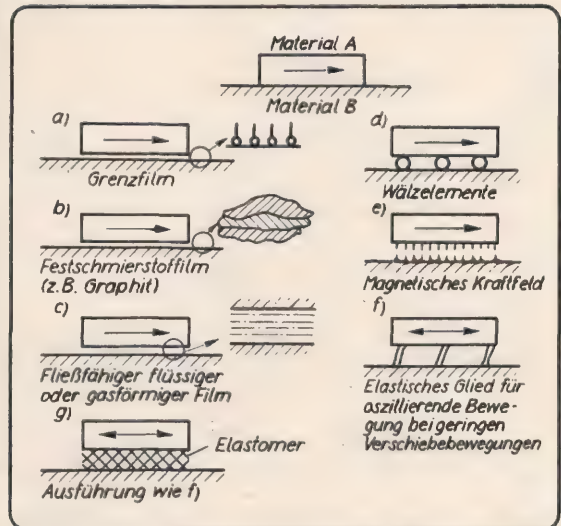 Material A
Material B
a)
Grenzfilm
b)
Festschmierstoffilm
(z.B. Graphit)
c)
Fließfähiger flüssiger
oder gasförmiger Film
g)
Elastomer
Ausführung wie f)
d)
Wälzelemente
e)
Magnetisches Kraftfeld
f)
Elastisches Glied für
oszillierende Bewe-
gung bei geringen
Verschiebebewegungen